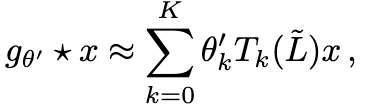 g_{θ′} ⋆ x ≈ \sum_{k=0}^{K} θ′_k T_k(\tilde{L})x ,